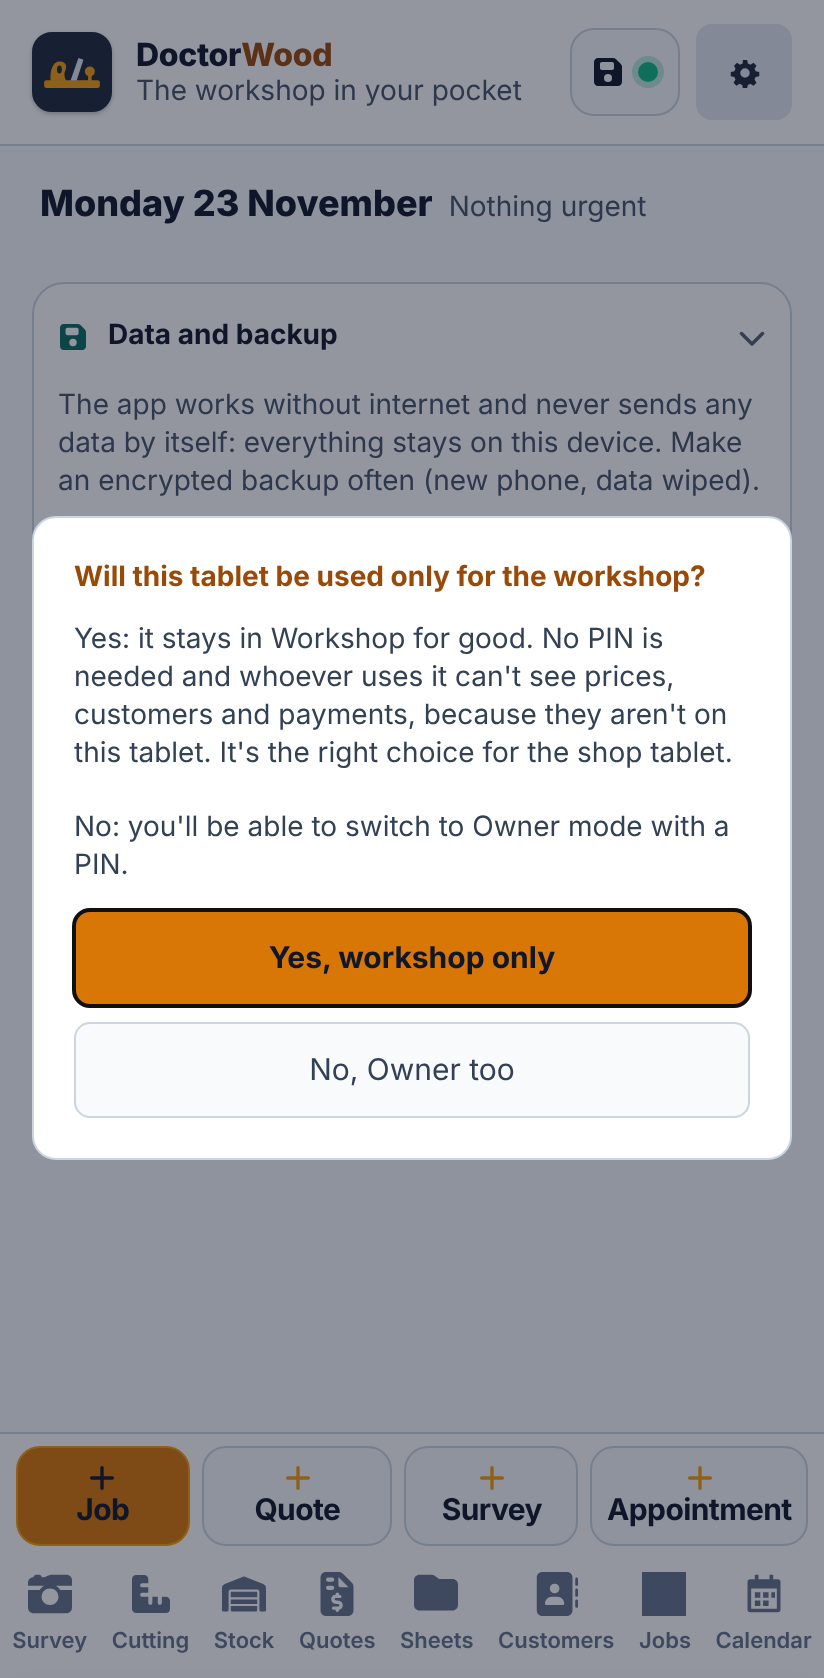 DoctorWood
The workshop in your pocket
Monday 23 November Nothing urgent
Data and backup
The app works without internet and never sends any
data by itself: everything stays on this device. Make
an encrypted backup often (new phone, data wiped).
Will this tablet be used only for the workshop?
Yes: it stays in Workshop for good. No PIN is
needed and whoever uses it can't see prices,
customers and payments, because they aren't on
this tablet. It's the right choice for the shop tablet.
No: you'll be able to switch to Owner mode with a
PIN.
Yes, workshop only
No, Owner too
Job Quote Survey Appointment
Survey Cutting Stock Quotes Sheets Customers Jobs Calendar